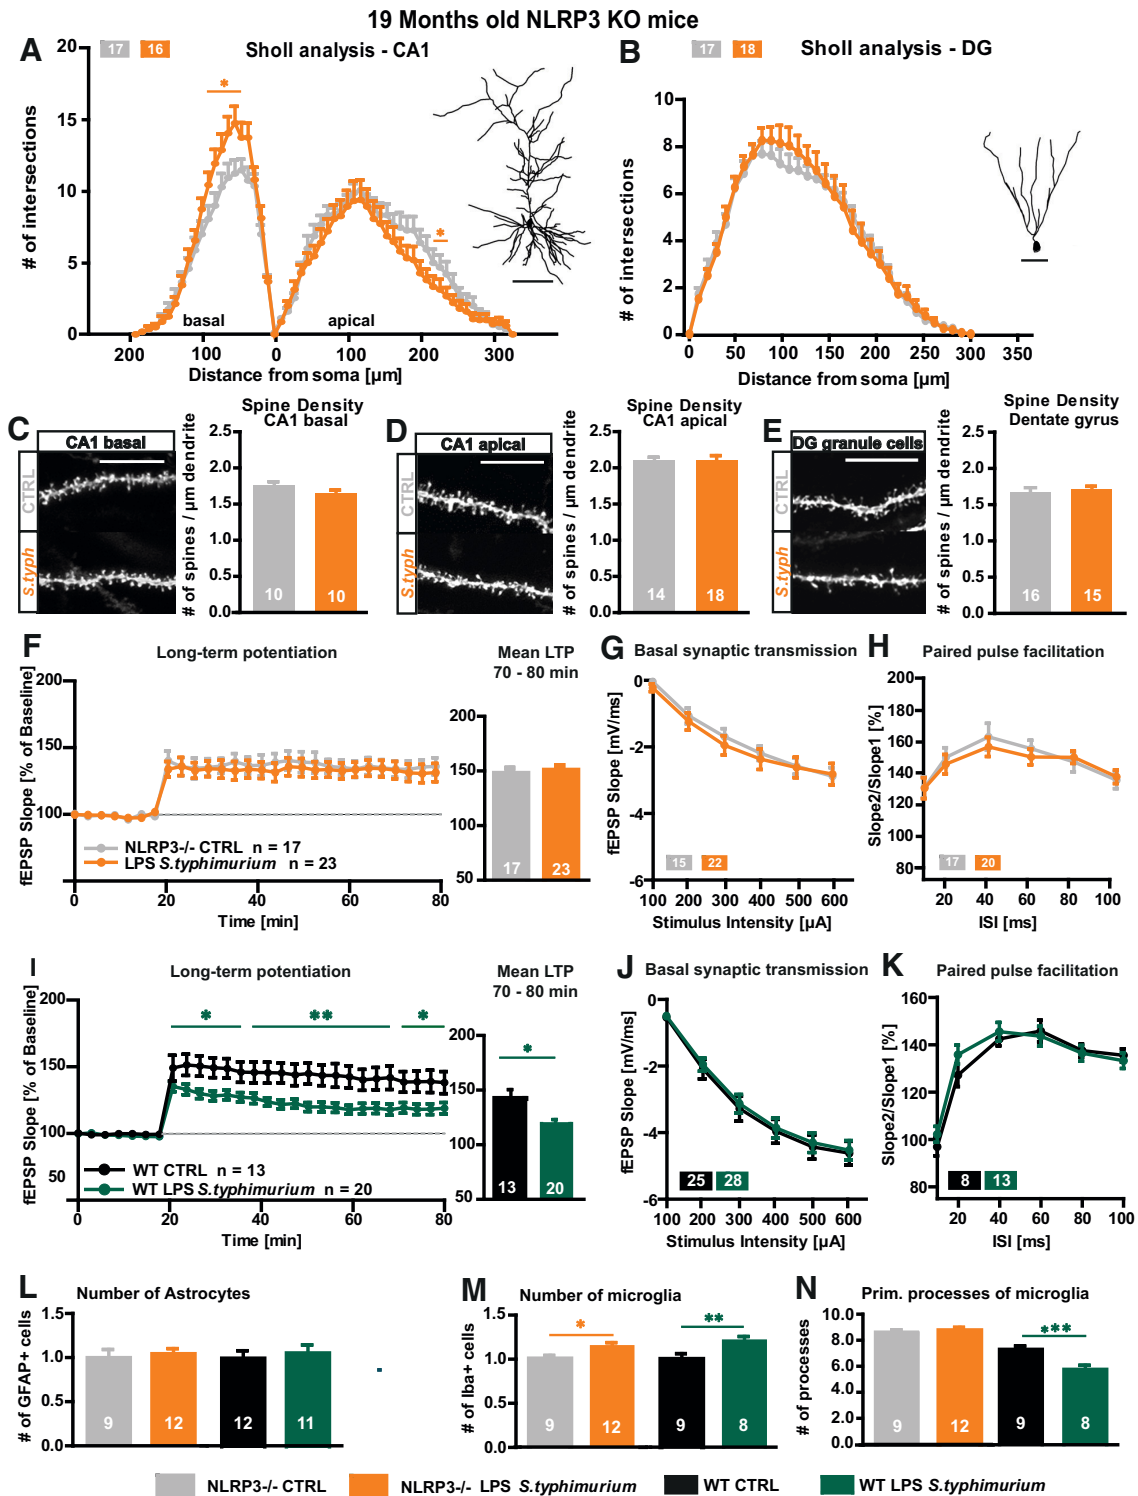 19 Months old NLRP3 KO mice
A
17 16
Sholl analysis - CA1
# of intersections
20
15
10
5
0
*
*
basal
apical
200 100 0 100 200 300
Distance from soma [µm]
B
17 18
Sholl analysis - DG
# of intersections
10
8
6
4
2
0
0 50 100 150 200 250 300 350
Distance from soma [µm]
C
CA1 basal
CTRL
S.typh
Spine Density
CA1 basal
# of spines / µm dendrite
2.5
2.0
1.5
1.0
0.5
0.0
10 10
D
CA1 apical
CTRL
S.typh
Spine Density
CA1 apical
# of spines / µm dendrite
2.5
2.0
1.5
1.0
0.5
0.0
14 18
E
DG granule cells
CTRL
S.typh
Spine Density
Dentate gyrus
# of spines / µm dendrite
2.5
2.0
1.5
1.0
0.5
0.0
16 15
F
Long-term potentiation
fEPSP Slope [% of Baseline]
200
150
100
50
NLRP3-/- CTRL n = 17
LPS S.typhimurium n = 23
0 20 40 60 80
Time [min]
Mean LTP
70 - 80 min
200
150
100
50
17 23
G
Basal synaptic transmission
fEPSP Slope [mV/ms]
0
-2
-4
-6
15 22
100 200 300 400 500 600
Stimulus Intensity [µA]
H
Paired pulse facilitation
Slope2/Slope1 [%]
200
180
160
140
120
100
80
17 20
20 40 60 80 100
ISI [ms]
I
Long-term potentiation
fEPSP Slope [% of Baseline]
200
150
100
50
* ** *
WT CTRL n = 13
WT LPS S.typhimurium n = 20
0 20 40 60 80
Time [min]
Mean LTP
70 - 80 min
200
150
100
50
*
13 20
J
Basal synaptic transmission
fEPSP Slope [mV/ms]
0
-2
-4
-6
25 28
100 200 300 400 500 600
Stimulus Intensity [µA]
K
Paired pulse facilitation
Slope2/Slope1 [%]
160
140
120
100
80
8 13
20 40 60 80 100
ISI [ms]
L
Number of Astrocytes
# of GFAP+ cells
1.5
1.0
0.5
0.0
9 12 12 11
M
Number of microglia
# of Iba+ cells
1.5
1.0
0.5
0.0
* **
9 12 9 8
N
Prim. processes of microglia
# of processes
10.0
8.0
6.0
4.0
2.0
0.0
***
9 12 9 8
NLRP3-/- CTRL NLRP3-/- LPS S.typhimurium WT CTRL WT LPS S.typhimurium